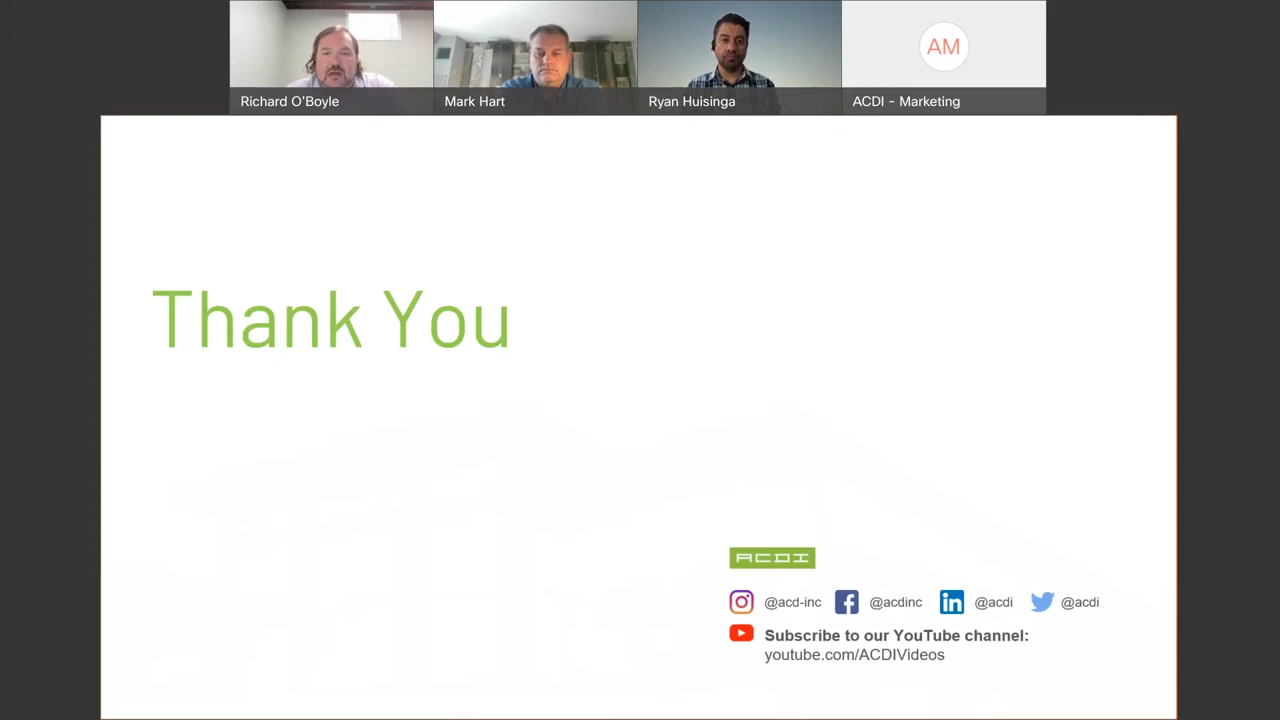 Richard O'Boyle
Mark Hart
Ryan Huisinga
AM
ACDI - Marketing
Thank You
ACDI
@acd-inc @acdinc @acdi @acdi
Subscribe to our YouTube channel:
youtube.com/ACDIVideos